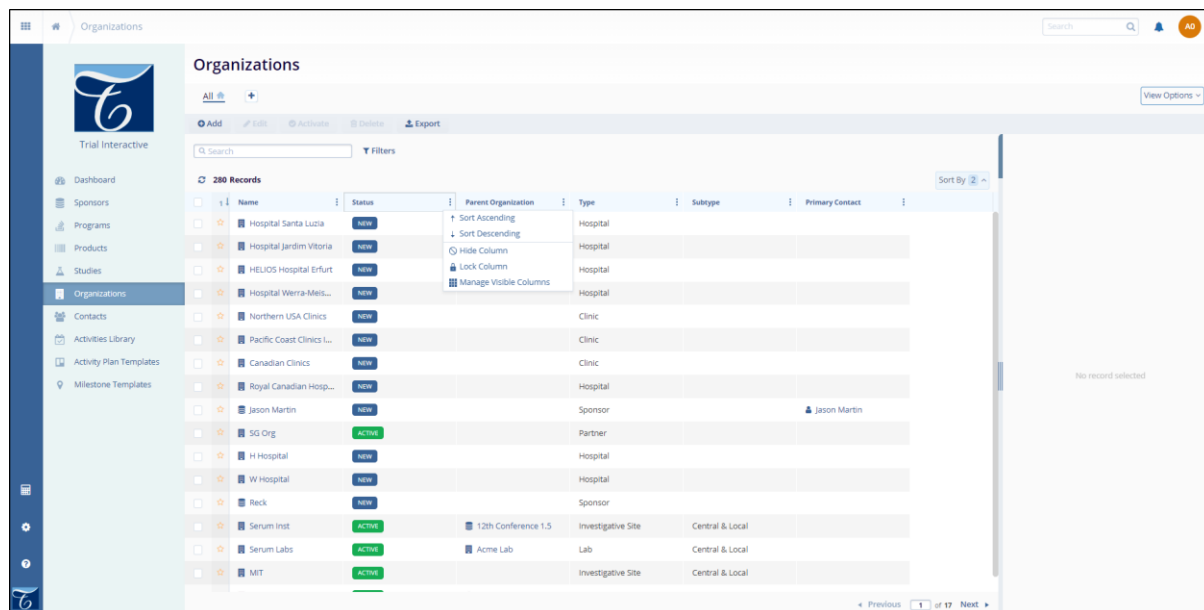 Organizations
Search
AD
Organizations
All
View Options
Add Edit Activate Delete Export
Trial Interactive
Search
Filters
Dashboard
280 Records
Sort By 2
Sponsors
1 Name Status Parent Organization Type Subtype Primary Contact
Programs
Hospital Santa Luzia NEW Sort Ascending Hospital
Sort Descending
Products
Hospital Jardim Vitoria NEW Hide Column Hospital
Studies
HELIOS Hospital Erfurt NEW Lock Column Hospital
Organizations
Hospital Werra-Meis... NEW Manage Visible Columns Hospital
Contacts
Northern USA Clinics NEW Clinic
Activities Library
Pacific Coast Clinics I... NEW Clinic
Activity Plan Templates
Canadian Clinics NEW Clinic
Milestone Templates
Royal Canadian Hosp... NEW Hospital
No record selected
Jason Martin NEW Sponsor Jason Martin
SG Org ACTIVE Partner
H Hospital NEW Hospital
W Hospital NEW Hospital
Reck NEW Sponsor
Serum Inst ACTIVE 12th Conference 1.5 Investigative Site Central & Local
Serum Labs ACTIVE Acme Lab Lab Central & Local
MIT ACTIVE Investigative Site Central & Local
Previous 1 of 17 Next